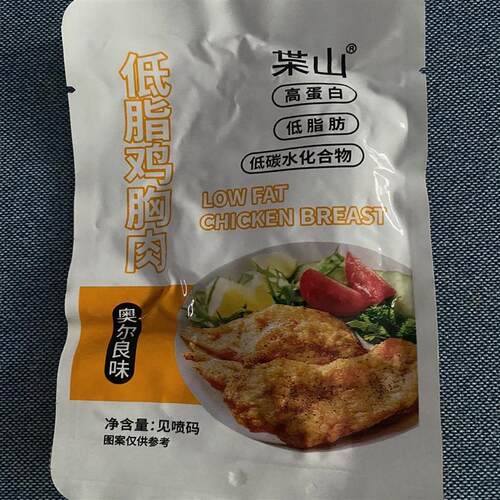 枼山®
高蛋白
低脂肪
低碳水化合物
低脂鸡胸肉
LOW FAT
CHICKEN BREAST
奥尔良味
净含量:见喷码
图案仅供参考